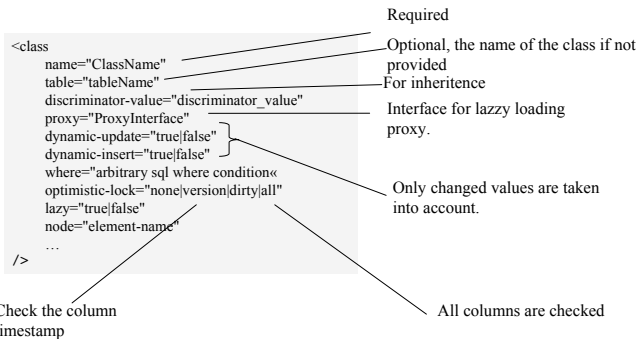 Required
<class
name="ClassName"
Optional, the name of the class if not
provided
table="tableName"
For inheritence
discriminator-value="discriminator_value"
Interface for lazzy loading
proxy.
proxy="ProxyInterface"
dynamic-update="true|false"
dynamic-insert="true|false"
where="arbitrary sql where condition«
optimistic-lock="none|version|dirty|all"
Only changed values are taken
into account.
lazy="true|false"
node="element-name"
…
/>
Check the column
timestamp
All columns are checked